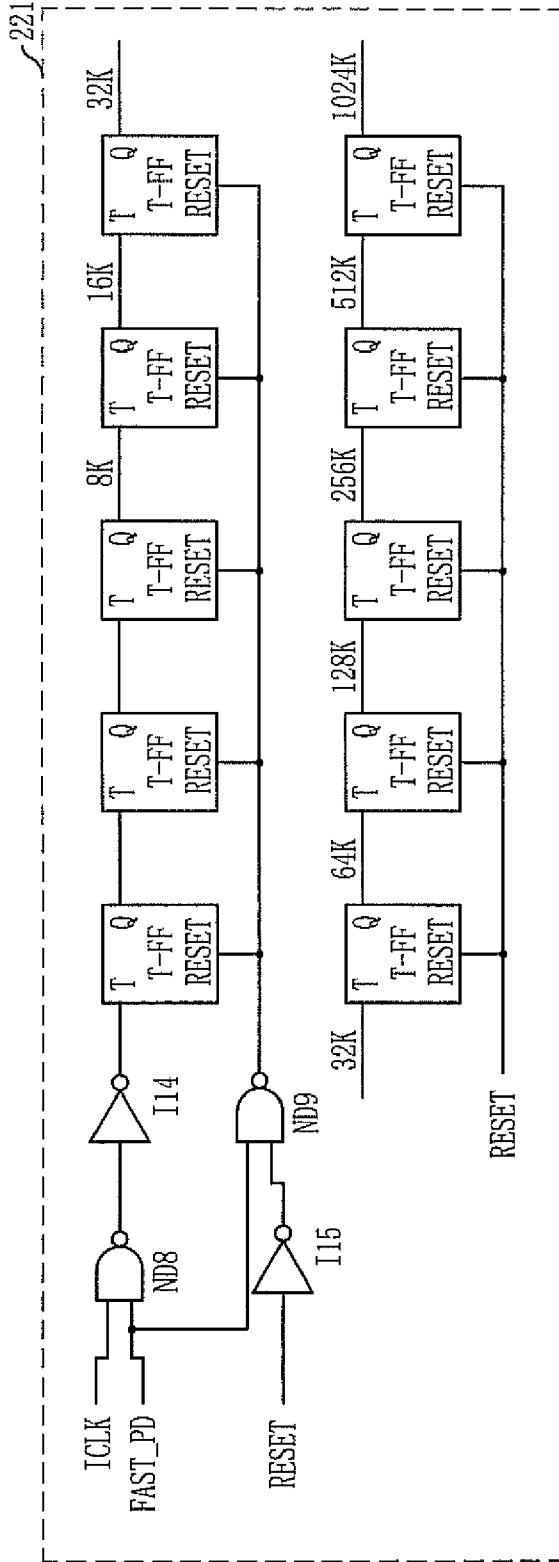 221
ICLK
FAST_PD
ND8
I14
T Q
T-FF
RESET
T Q
T-FF
RESET
8K
T Q
T-FF
RESET
16K
T Q
T-FF
RESET
32K
T Q
T-FF
RESET
RESET
I15
ND9
32K
T Q
T-FF
RESET
64K
T Q
T-FF
RESET
128K
T Q
T-FF
RESET
256K
T Q
T-FF
RESET
512K
T Q
T-FF
RESET
1024K
RESET